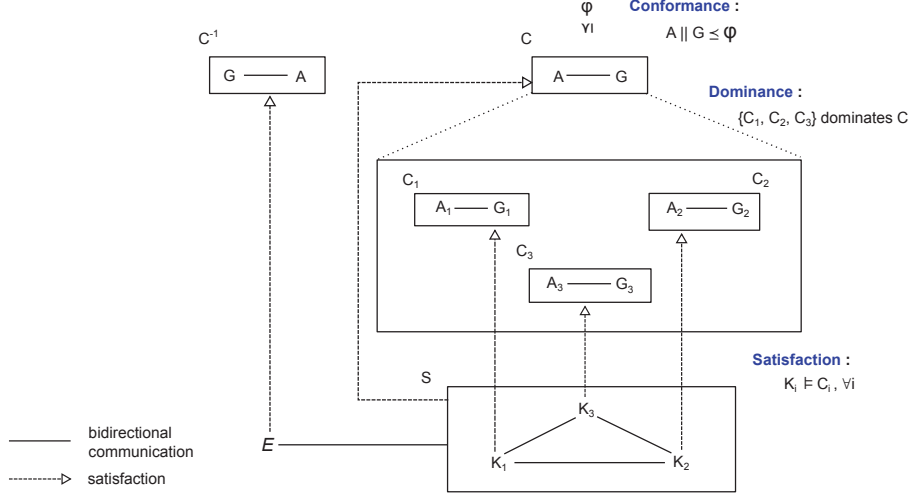 φ
Conformance :
⋎I
C⁻¹
C
A || G ⪯ φ
G A
A G
Dominance :
{C₁, C₂, C₃} dominates C
C₁
C₂
A₁ G₁
A₂ G₂
C₃
A₃ G₃
Satisfaction :
S
Kᵢ ⊨ Cᵢ , ∀i
K₃
bidirectional
communication
E
K₁
K₂
satisfaction